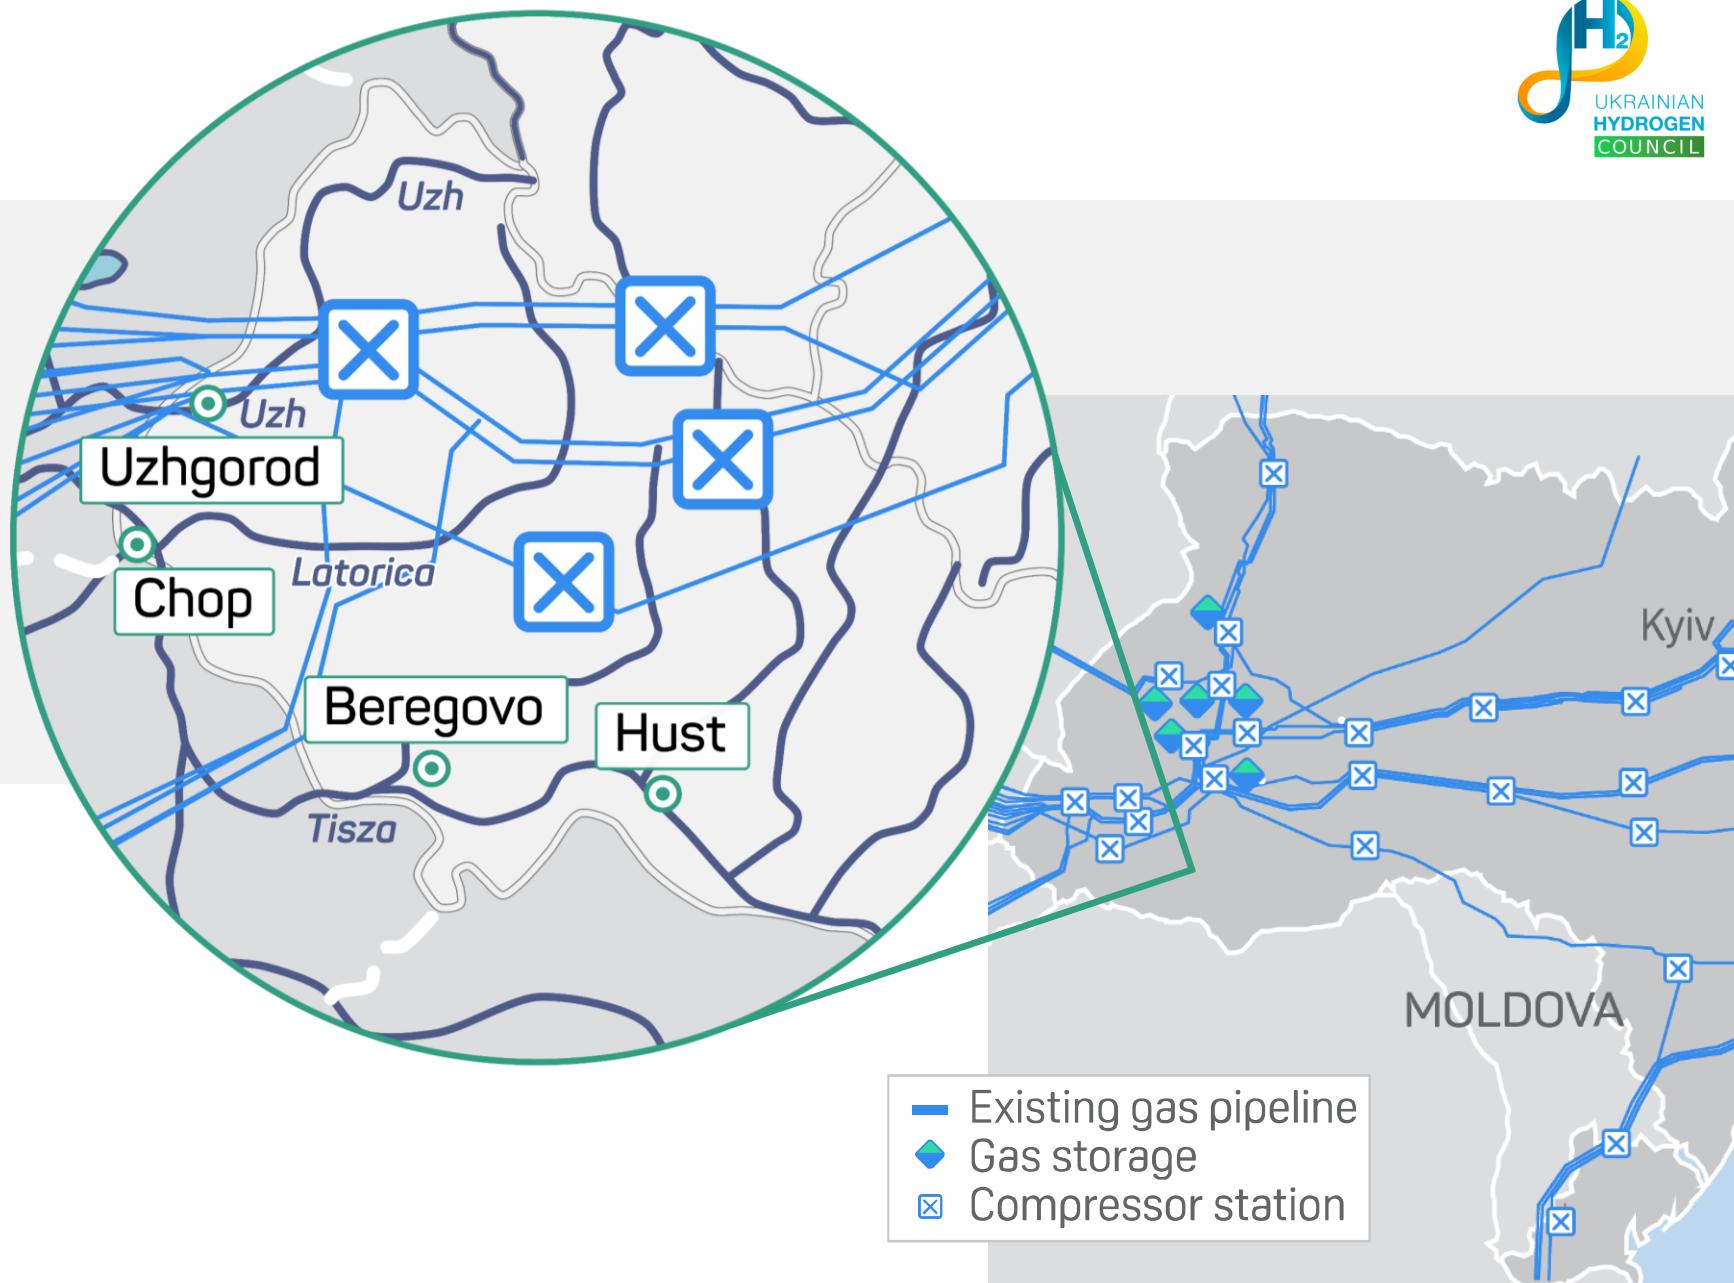 H2
UKRAINIAN
HYDROGEN
COUNCIL
Uzh
Uzh
Uzhgorod
Latorica
Chop
Beregovo
Hust
Tisza
Kyiv
MOLDOVA
Existing gas pipeline
Gas storage
Compressor station